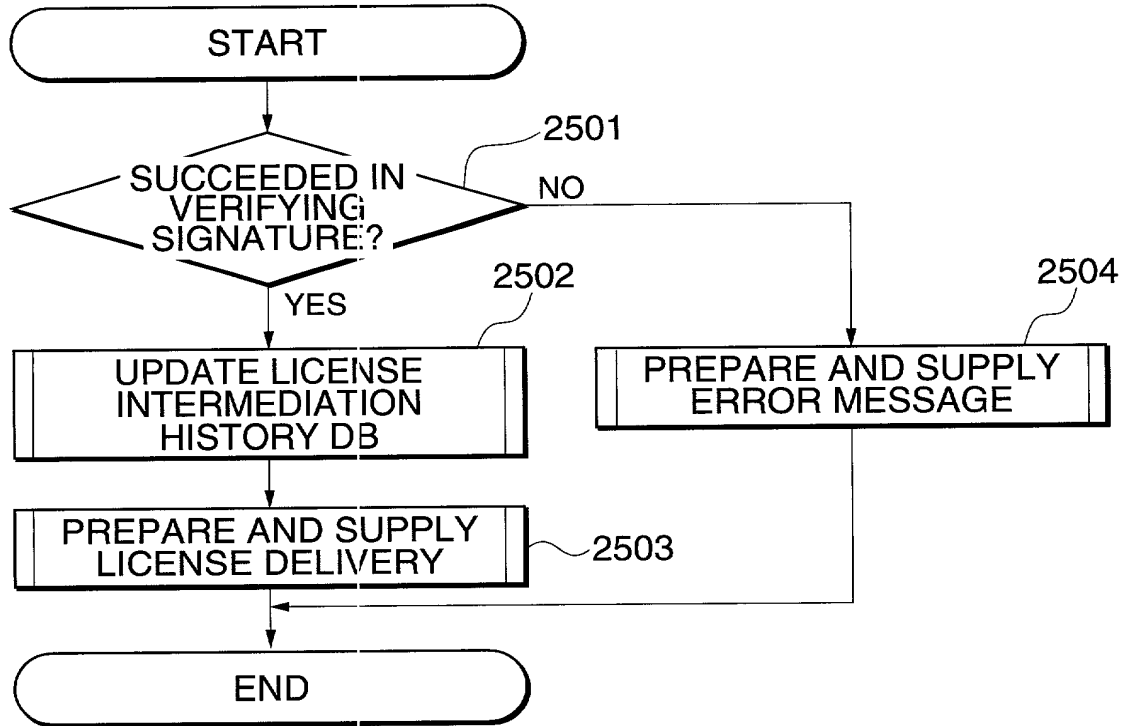 START
2501
SUCCEEDED IN
VERIFYING
SIGNATURE?
NO
YES
2502
2504
UPDATE LICENSE
INTERMEDIATION
HISTORY DB
PREPARE AND SUPPLY
ERROR MESSAGE
PREPARE AND SUPPLY
LICENSE DELIVERY
2503
END